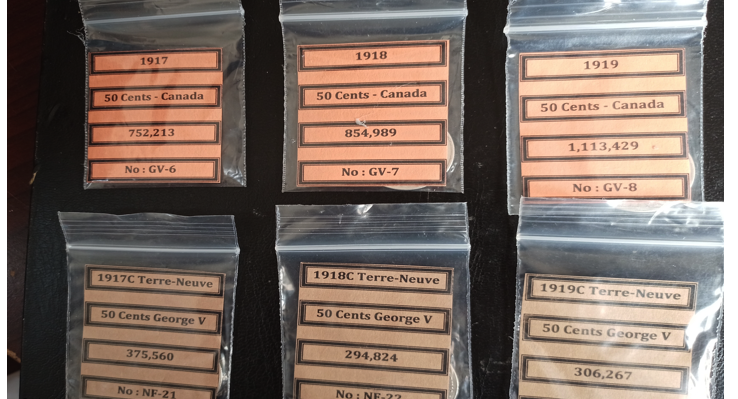 1917
50 Cents - Canada
752,213
No : GV-6
1918
50 Cents - Canada
854,989
No : GV-7
1919
50 Cents - Canada
1,113,429
No : GV-8
1917C Terre-Neuve
50 Cents George V
375,560
No : NF-21
1918C Terre-Neuve
50 Cents George V
294,824
No : NF-22
1919C Terre-Neuve
50 Cents George V
306,267